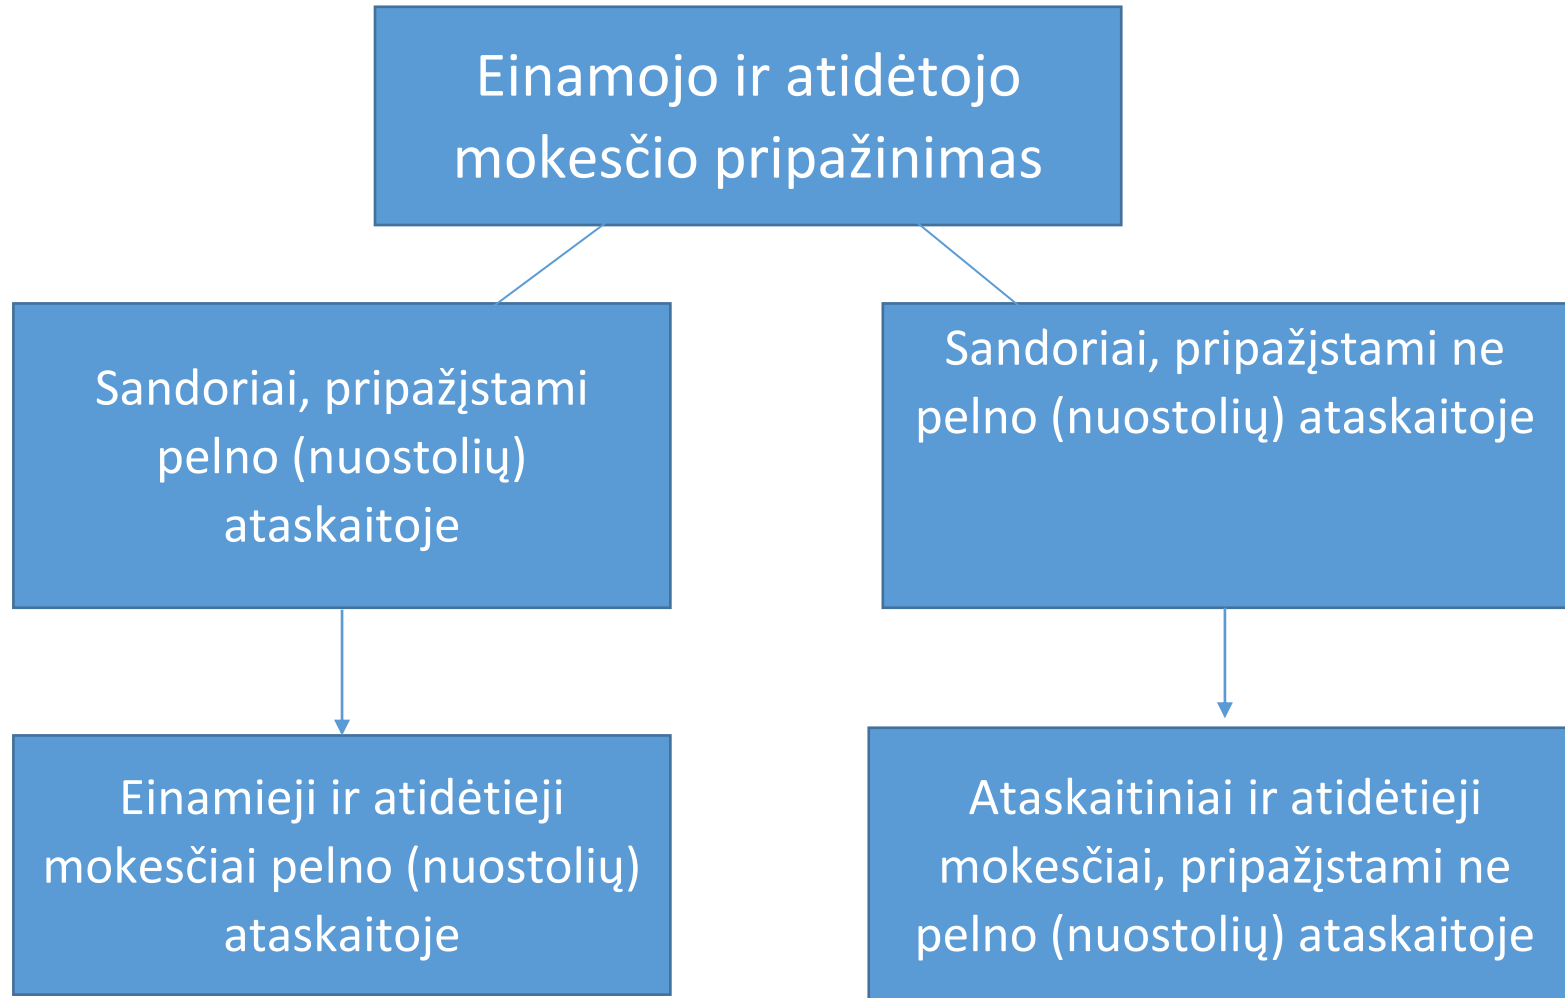 Einamojo ir atidėtojo
mokesčio pripažinimas
Sandoriai, pripažįstami
pelno (nuostolių)
ataskaitoje
Sandoriai, pripažįstami ne
pelno (nuostolių) ataskaitoje
Einamieji ir atidėtieji
mokesčiai pelno (nuostolių)
ataskaitoje
Ataskaitiniai ir atidėtieji
mokesčiai, pripažįstami ne
pelno (nuostolių) ataskaitoje